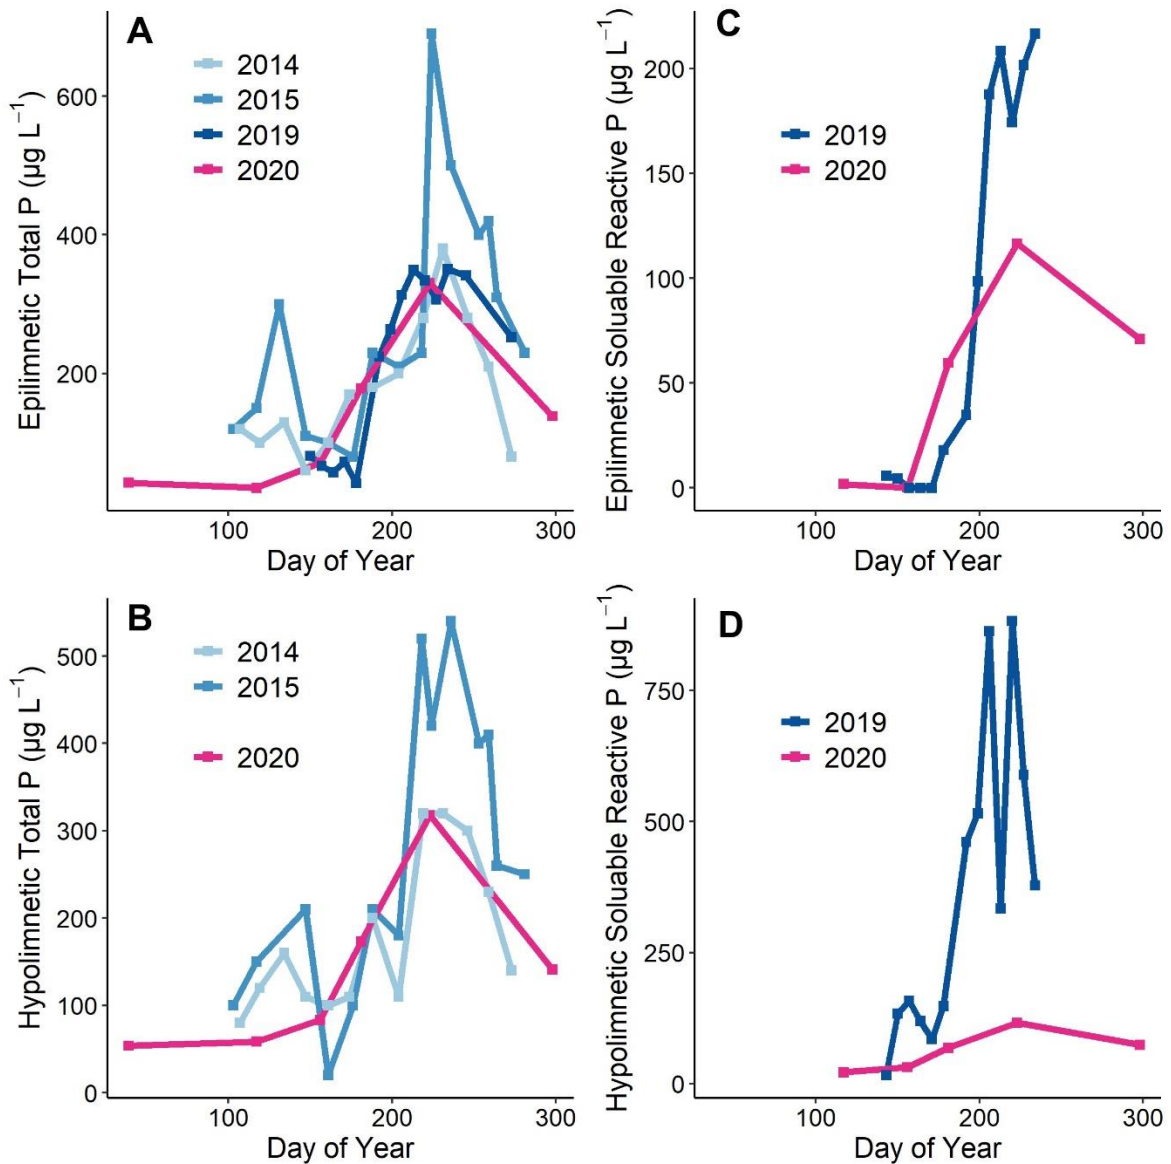 A
2014
2015
2019
2020
Epilimnetic Total P (µg L⁻¹)
600
400
200
100 200 300
Day of Year
C
2019
2020
Epilimnetic Soluable Reactive P (µg L⁻¹)
200
150
100
50
0
100 200 300
Day of Year
B
2014
2015
2020
Hypolimnetic Total P (µg L⁻¹)
500
400
300
200
100
0
100 200 300
Day of Year
D
2019
2020
Hypolimnetic Soluable Reactive P (µg L⁻¹)
750
500
250
0
100 200 300
Day of Year